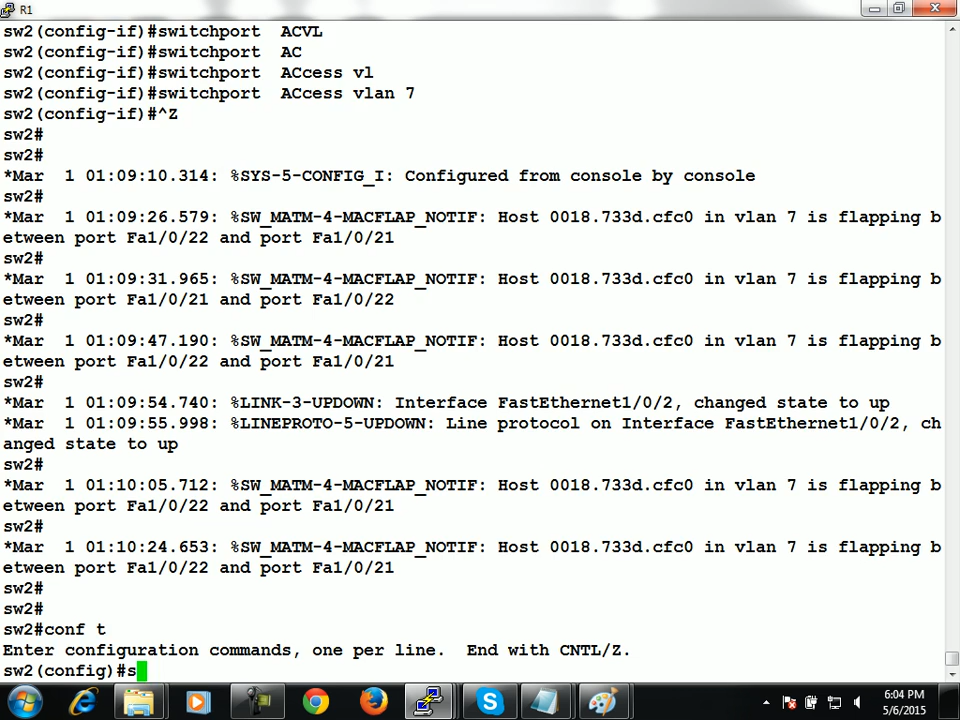 R1
sw2(config-if)#switchport  ACVL
sw2(config-if)#switchport  AC
sw2(config-if)#switchport  ACcess vl
sw2(config-if)#switchport  ACcess vlan 7
sw2(config-if)#^Z
sw2#
sw2#
*Mar  1 01:09:10.314: %SYS-5-CONFIG_I: Configured from console by console
sw2#
*Mar  1 01:09:26.579: %SW_MATM-4-MACFLAP_NOTIF: Host 0018.733d.cfc0 in vlan 7 is flapping b
etween port Fa1/0/22 and port Fa1/0/21
sw2#
*Mar  1 01:09:31.965: %SW_MATM-4-MACFLAP_NOTIF: Host 0018.733d.cfc0 in vlan 7 is flapping b
etween port Fa1/0/21 and port Fa1/0/22
sw2#
*Mar  1 01:09:47.190: %SW_MATM-4-MACFLAP_NOTIF: Host 0018.733d.cfc0 in vlan 7 is flapping b
etween port Fa1/0/22 and port Fa1/0/21
sw2#
*Mar  1 01:09:54.740: %LINK-3-UPDOWN: Interface FastEthernet1/0/2, changed state to up
*Mar  1 01:09:55.998: %LINEPROTO-5-UPDOWN: Line protocol on Interface FastEthernet1/0/2, ch
anged state to up
sw2#
*Mar  1 01:10:05.712: %SW_MATM-4-MACFLAP_NOTIF: Host 0018.733d.cfc0 in vlan 7 is flapping b
etween port Fa1/0/22 and port Fa1/0/21
sw2#
*Mar  1 01:10:24.653: %SW_MATM-4-MACFLAP_NOTIF: Host 0018.733d.cfc0 in vlan 7 is flapping b
etween port Fa1/0/22 and port Fa1/0/21
sw2#
sw2#
sw2#conf t
Enter configuration commands, one per line.  End with CNTL/Z.
sw2(config)#s
6:04 PM
5/6/2015